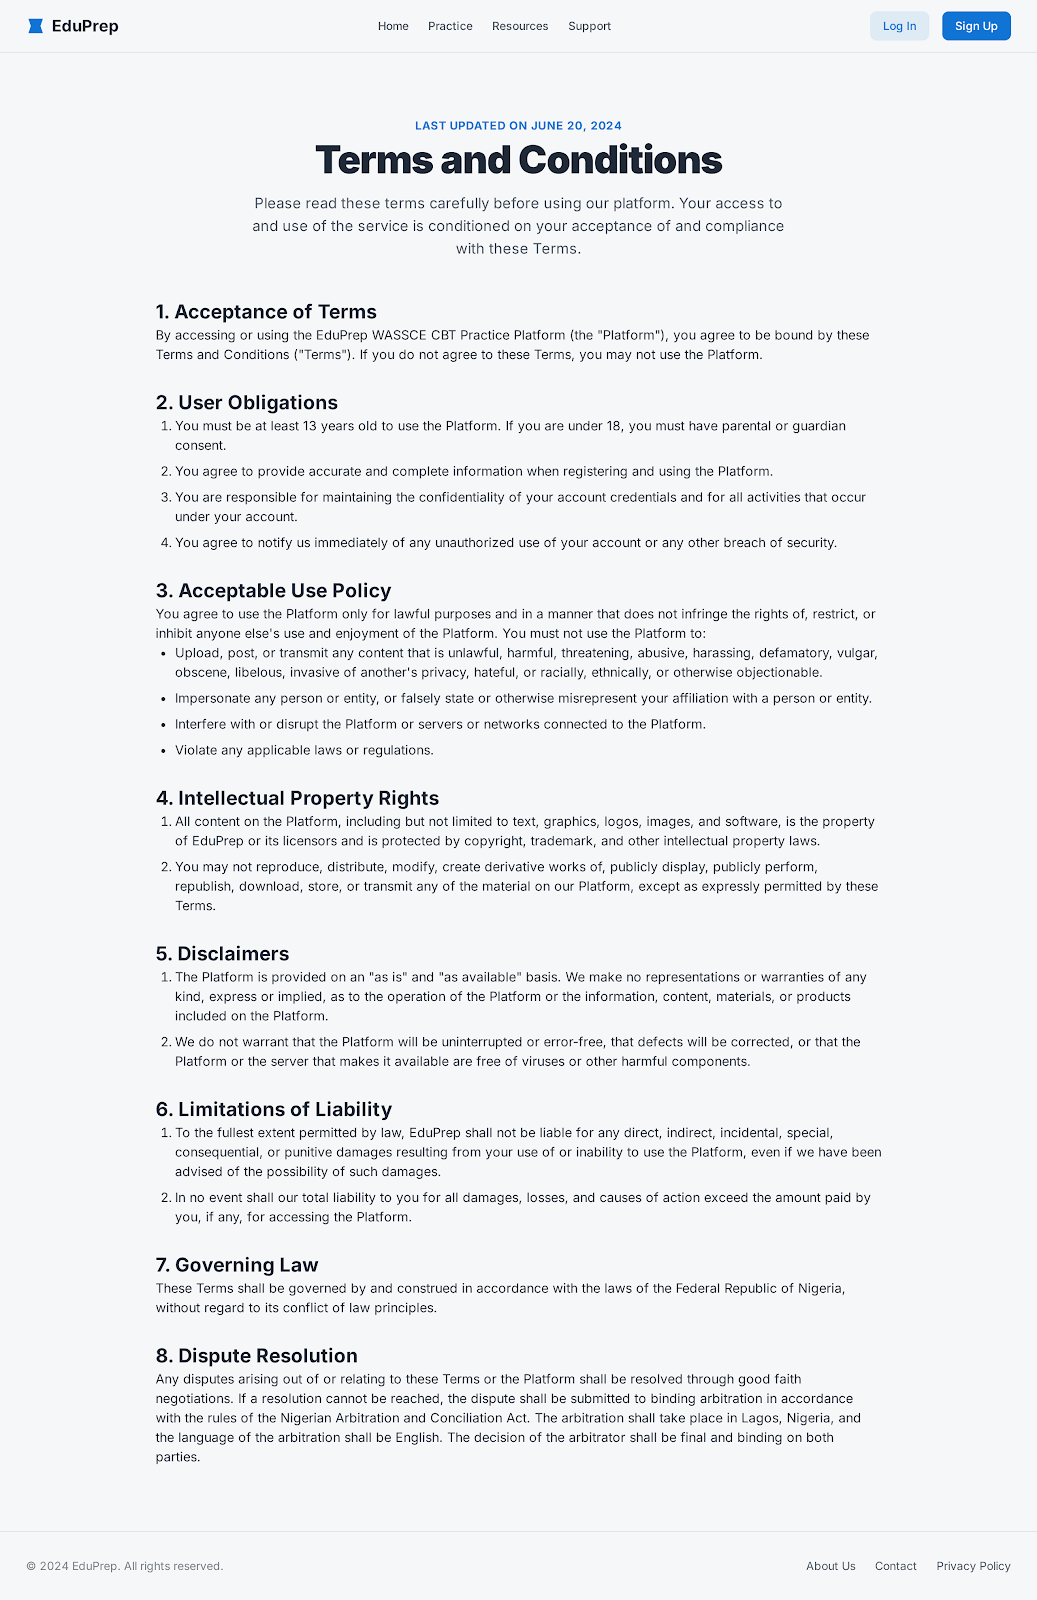 EduPrep
Home Practice Resources Support
Log In Sign Up
LAST UPDATED ON JUNE 20, 2024
Terms and Conditions
Please read these terms carefully before using our platform. Your access to
and use of the service is conditioned on your acceptance of and compliance
with these Terms.
1. Acceptance of Terms
By accessing or using the EduPrep WASSCE CBT Practice Platform (the "Platform"), you agree to be bound by these
Terms and Conditions ("Terms"). If you do not agree to these Terms, you may not use the Platform.
2. User Obligations
1. You must be at least 13 years old to use the Platform. If you are under 18, you must have parental or guardian
consent.
2. You agree to provide accurate and complete information when registering and using the Platform.
3. You are responsible for maintaining the confidentiality of your account credentials and for all activities that occur
under your account.
4. You agree to notify us immediately of any unauthorized use of your account or any other breach of security.
3. Acceptable Use Policy
You agree to use the Platform only for lawful purposes and in a manner that does not infringe the rights of, restrict, or
inhibit anyone else's use and enjoyment of the Platform. You must not use the Platform to:
• Upload, post, or transmit any content that is unlawful, harmful, threatening, abusive, harassing, defamatory, vulgar,
obscene, libelous, invasive of another's privacy, hateful, or racially, ethnically, or otherwise objectionable.
• Impersonate any person or entity, or falsely state or otherwise misrepresent your affiliation with a person or entity.
• Interfere with or disrupt the Platform or servers or networks connected to the Platform.
• Violate any applicable laws or regulations.
4. Intellectual Property Rights
1. All content on the Platform, including but not limited to text, graphics, logos, images, and software, is the property
of EduPrep or its licensors and is protected by copyright, trademark, and other intellectual property laws.
2. You may not reproduce, distribute, modify, create derivative works of, publicly display, publicly perform,
republish, download, store, or transmit any of the material on our Platform, except as expressly permitted by these
Terms.
5. Disclaimers
1. The Platform is provided on an "as is" and "as available" basis. We make no representations or warranties of any
kind, express or implied, as to the operation of the Platform or the information, content, materials, or products
included on the Platform.
2. We do not warrant that the Platform will be uninterrupted or error-free, that defects will be corrected, or that the
Platform or the server that makes it available are free of viruses or other harmful components.
6. Limitations of Liability
1. To the fullest extent permitted by law, EduPrep shall not be liable for any direct, indirect, incidental, special,
consequential, or punitive damages resulting from your use of or inability to use the Platform, even if we have been
advised of the possibility of such damages.
2. In no event shall our total liability to you for all damages, losses, and causes of action exceed the amount paid by
you, if any, for accessing the Platform.
7. Governing Law
These Terms shall be governed by and construed in accordance with the laws of the Federal Republic of Nigeria,
without regard to its conflict of law principles.
8. Dispute Resolution
Any disputes arising out of or relating to these Terms or the Platform shall be resolved through good faith
negotiations. If a resolution cannot be reached, the dispute shall be submitted to binding arbitration in accordance
with the rules of the Nigerian Arbitration and Conciliation Act. The arbitration shall take place in Lagos, Nigeria, and
the language of the arbitration shall be English. The decision of the arbitrator shall be final and binding on both
parties.
© 2024 EduPrep. All rights reserved.
About Us Contact Privacy Policy